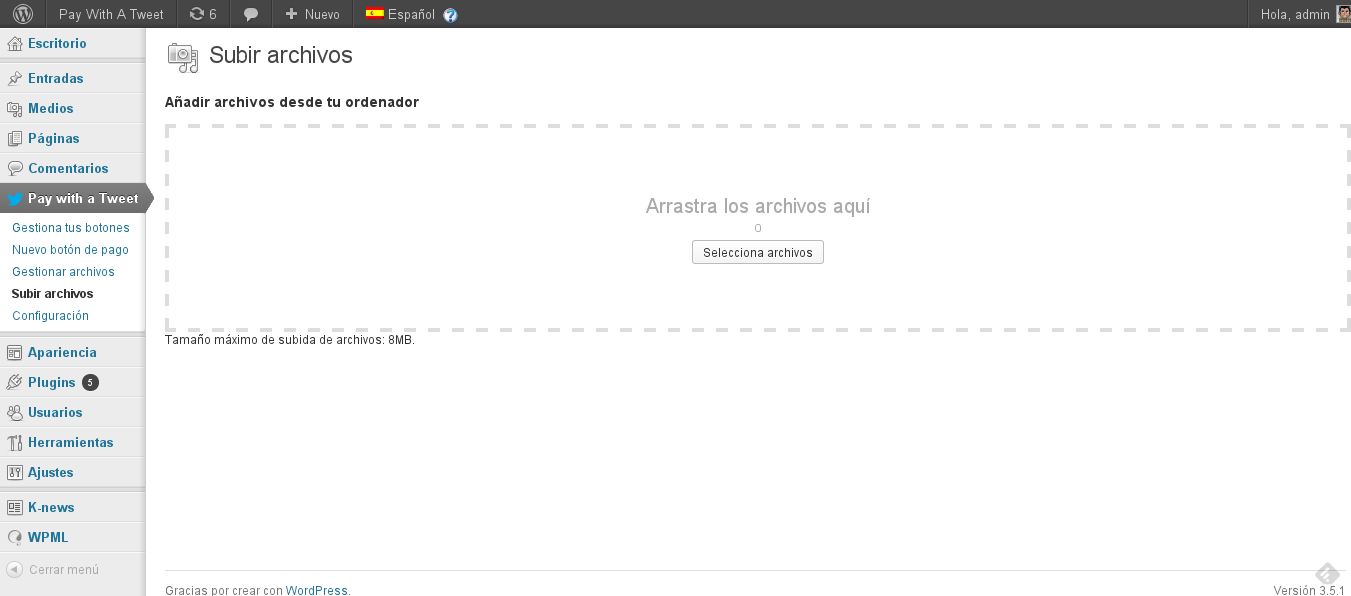 Pay With A Tweet 6 Nuevo Español Hola, admin
Escritorio
Entradas
Medios
Páginas
Comentarios
Pay with a Tweet
Gestiona tus botones
Nuevo botón de pago
Gestionar archivos
Subir archivos
Configuración
Apariencia
Plugins 5
Usuarios
Herramientas
Ajustes
K-news
WPML
Cerrar menú
Subir archivos
Añadir archivos desde tu ordenador
Arrastra los archivos aquí
o
Selecciona archivos
Tamaño máximo de subida de archivos: 8MB.
Gracias por crear con WordPress. Versión 3.5.1